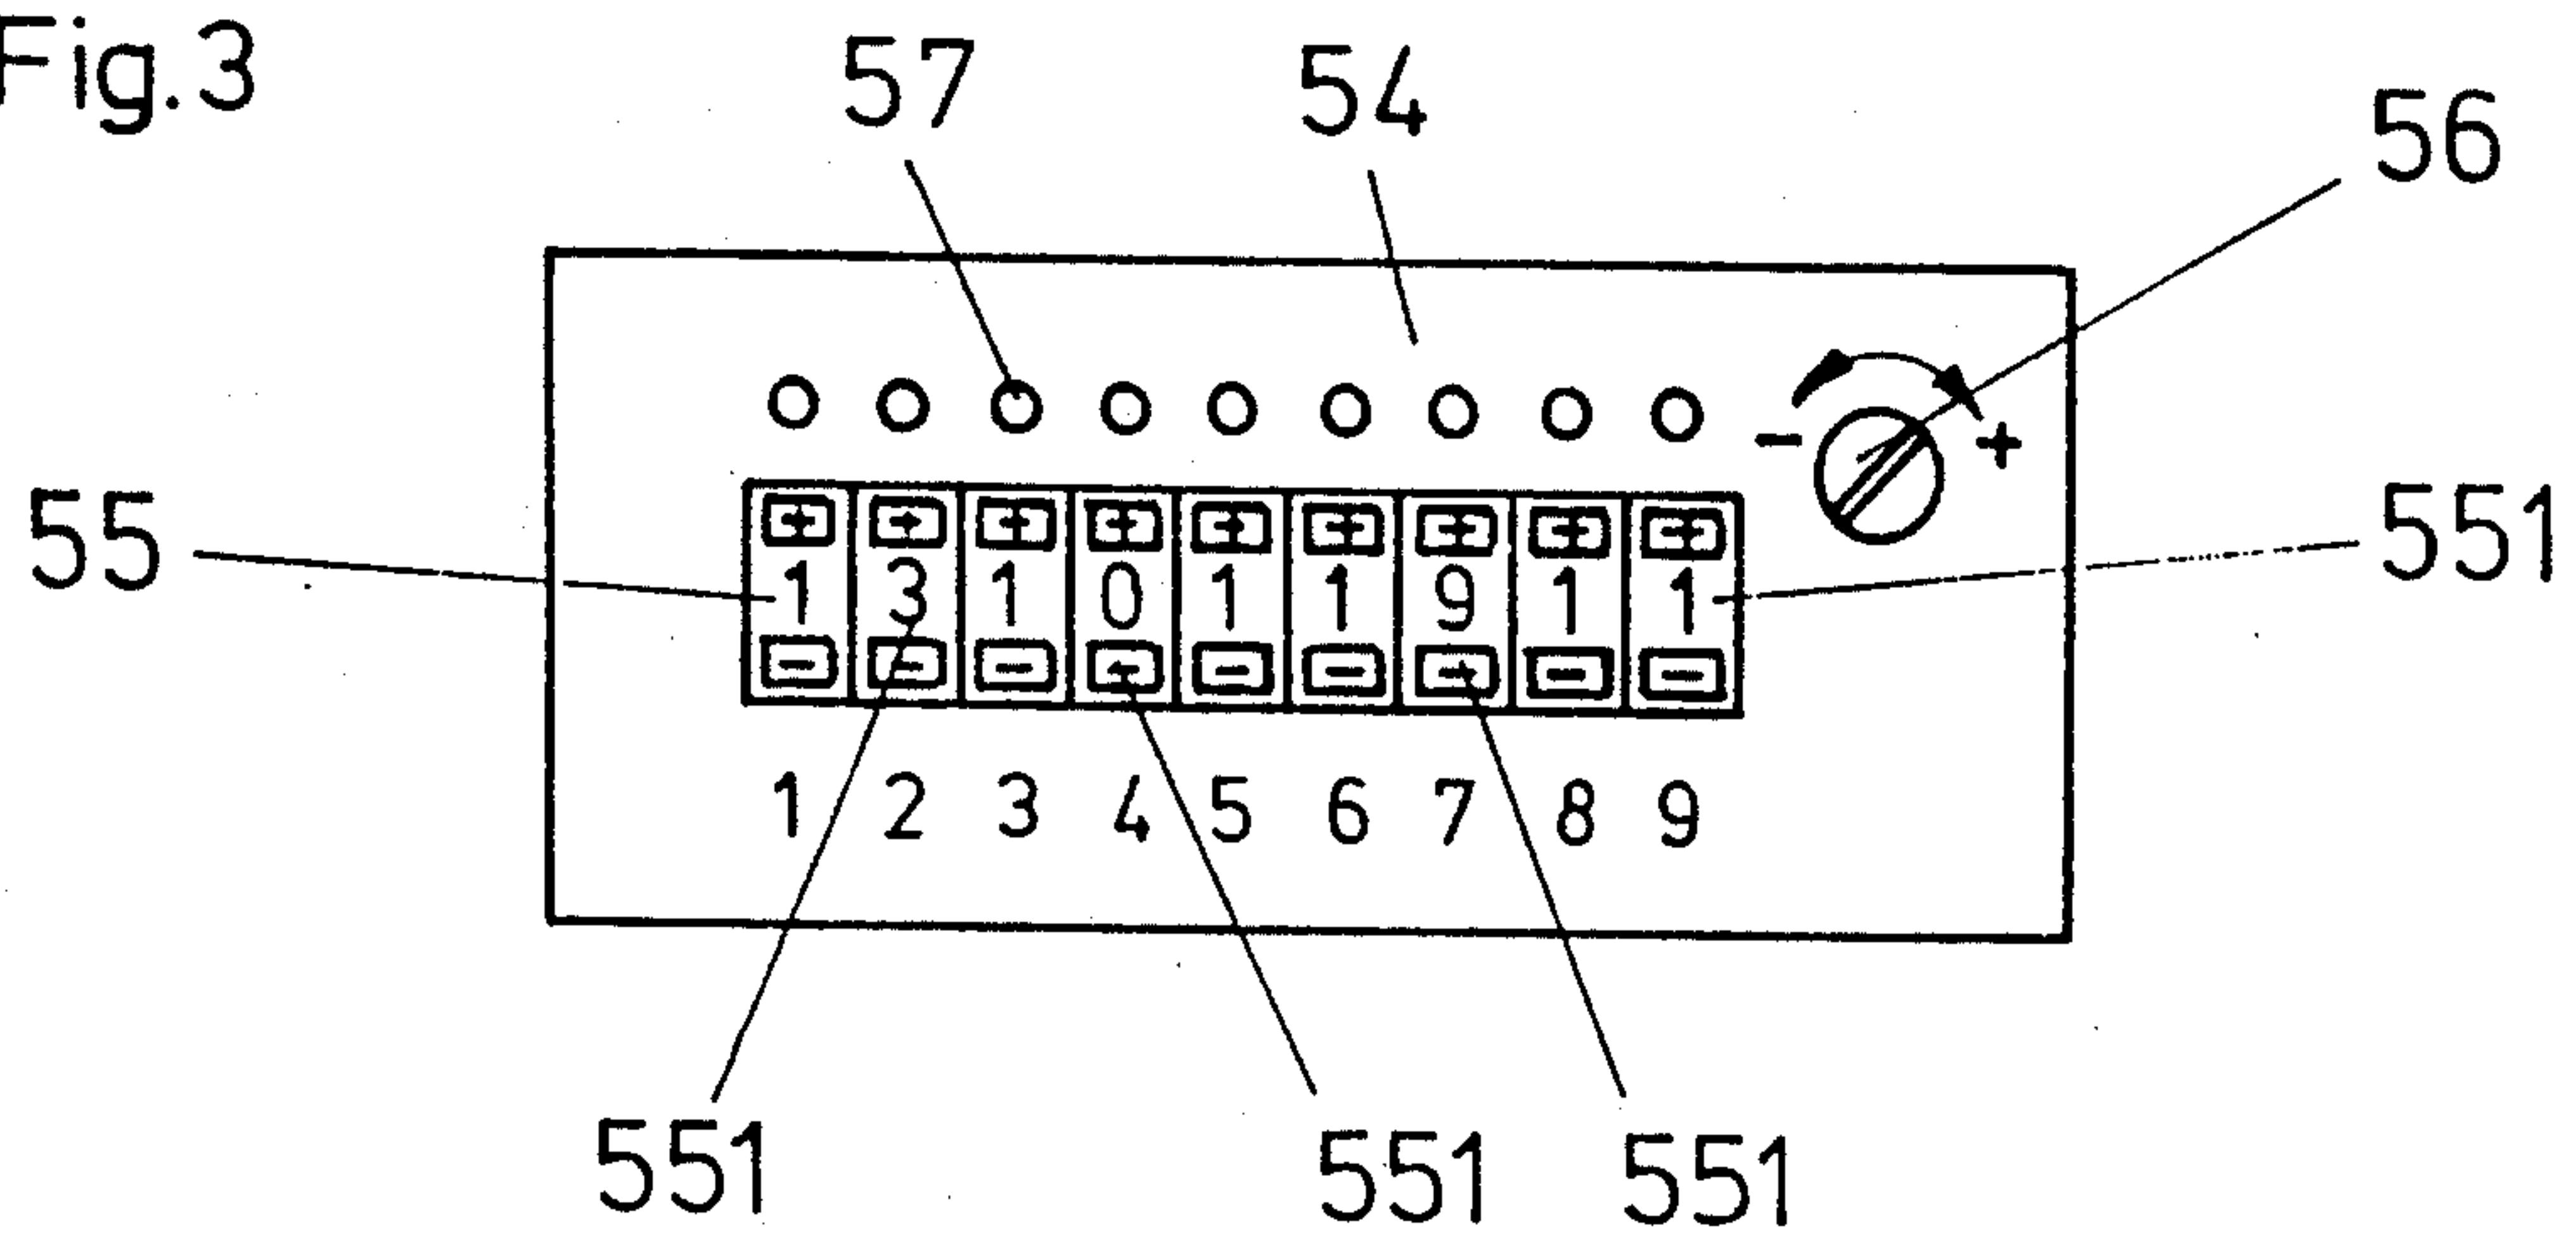 Fig.3
57 54 56
- +
55 551
+ + + + + + + + +
1 3 1 0 1 1 9 1 1
- - - - - - - - -
1 2 3 4 5 6 7 8 9
551 551 551